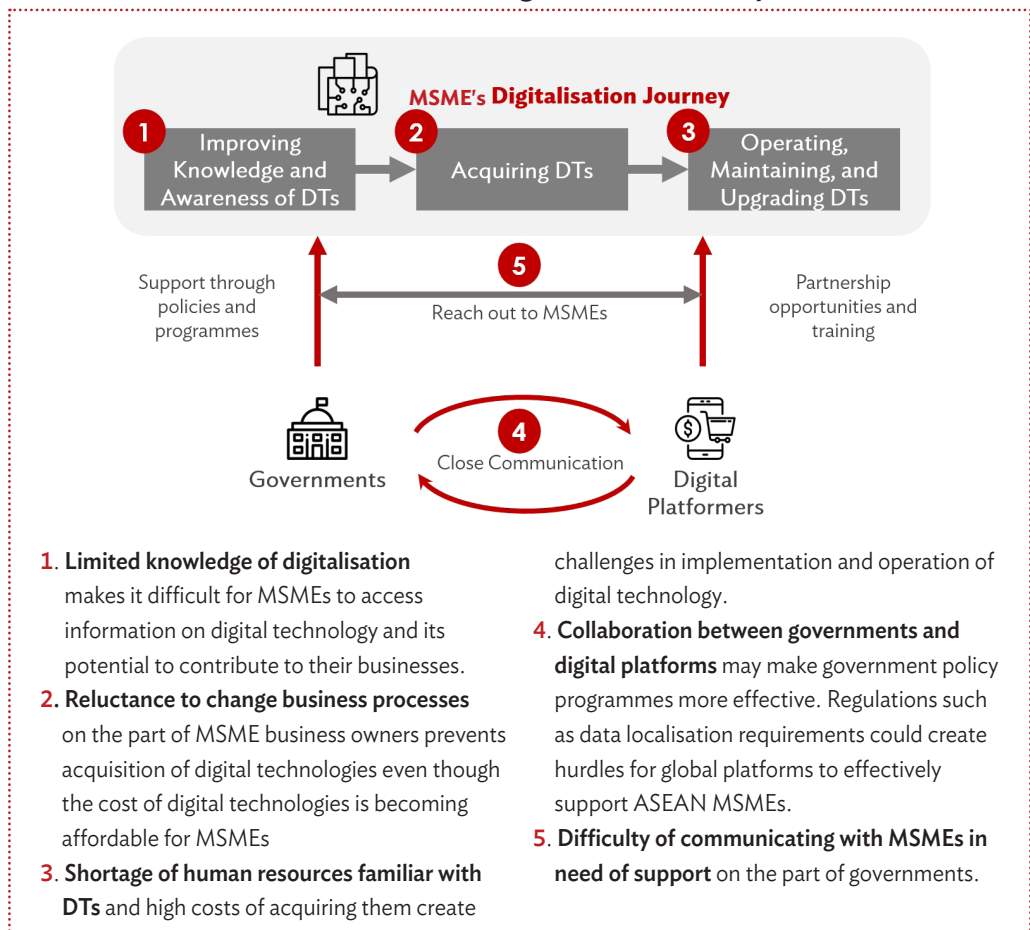 MSME's Digitalisation Journey
1
Improving
Knowledge and
Awareness of DTs
2
Acquiring DTs
3
Operating,
Maintaining, and
Upgrading DTs
Support through
policies and
programmes
5
Reach out to MSMEs
Partnership
opportunities and
training
Governments
4
Close Communication
$
Digital
Platformers
1. Limited knowledge of digitalisation
makes it difficult for MSMEs to access
information on digital technology and its
potential to contribute to their businesses.
2. Reluctance to change business processes
on the part of MSME business owners prevents
acquisition of digital technologies even though
the cost of digital technologies is becoming
affordable for MSMEs
3. Shortage of human resources familiar with
DTs and high costs of acquiring them create
challenges in implementation and operation of
digital technology.
4. Collaboration between governments and
digital platforms may make government policy
programmes more effective. Regulations such
as data localisation requirements could create
hurdles for global platforms to effectively
support ASEAN MSMEs.
5. Difficulty of communicating with MSMEs in
need of support on the part of governments.